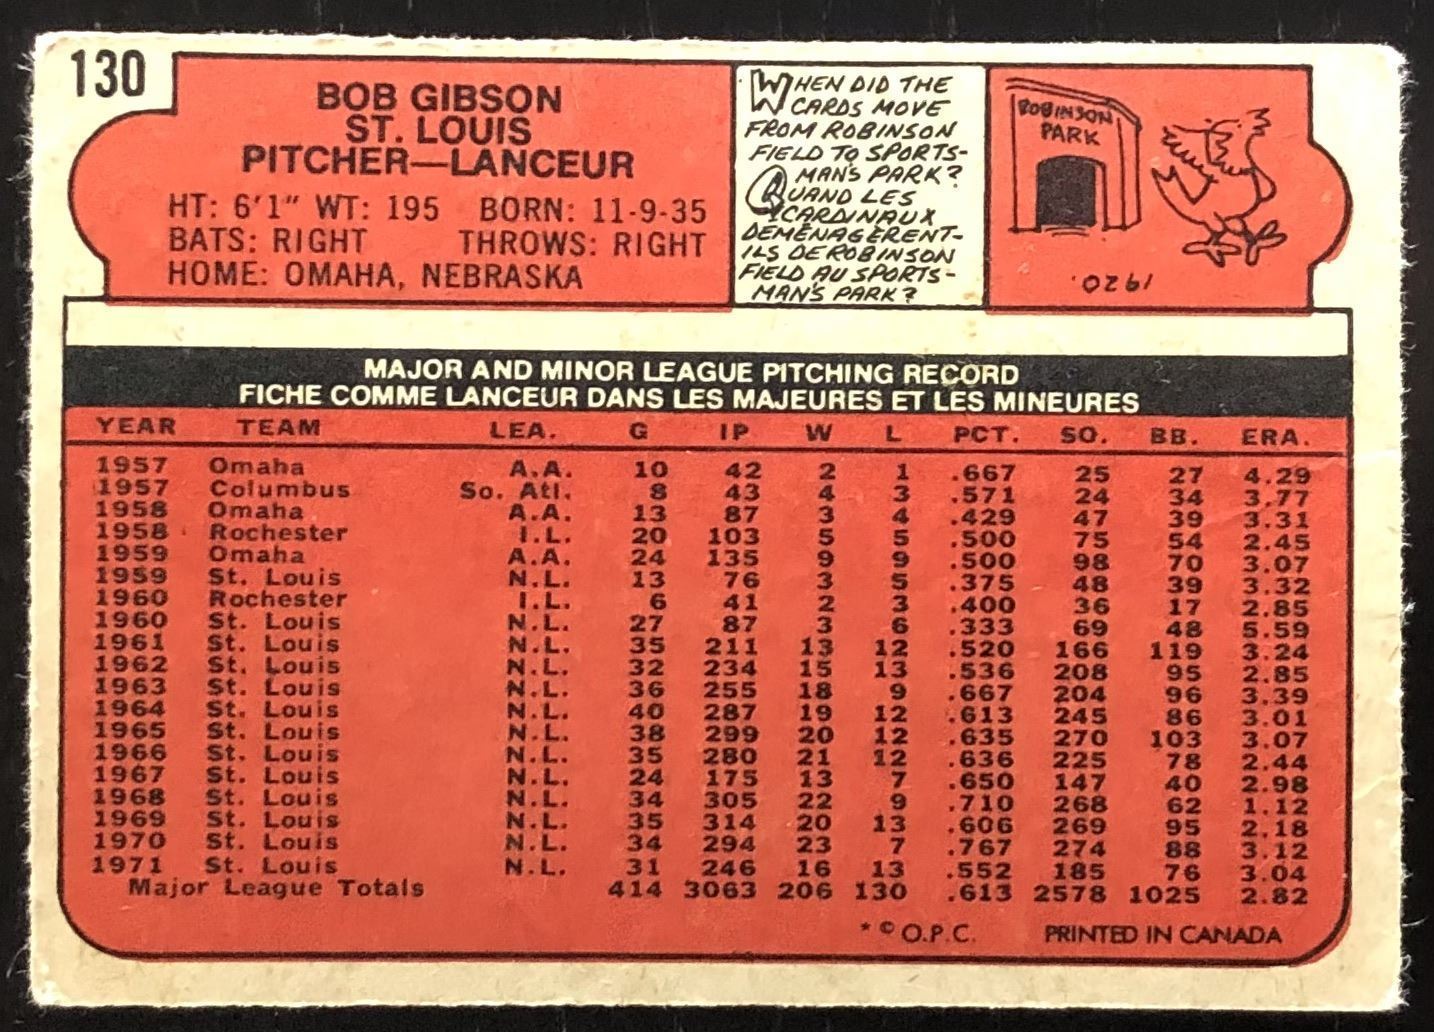 130
BOB GIBSON
ST. LOUIS
PITCHER—LANCEUR
HT: 6'1" WT: 195 BORN: 11-9-35
BATS: RIGHT THROWS: RIGHT
HOME: OMAHA, NEBRASKA
WHEN DID THE
CARDS MOVE
FROM ROBINSON
FIELD TO SPORTS-
MAN'S PARK?
QUAND LES
CARDINAUX
DEMÉNAGÈRENT-
ILS DE ROBINSON
FIELD AU SPORTS-
MAN'S PARK?
ROBINSON
PARK
1920.
MAJOR AND MINOR LEAGUE PITCHING RECORD
FICHE COMME LANCEUR DANS LES MAJEURES ET LES MINEURES
YEAR TEAM LEA. G IP W L PCT. SO. BB. ERA.
1957 Omaha A.A. 10 42 2 1 .667 25 27 4.29
1957 Columbus So. Atl. 8 43 4 3 .571 24 34 3.77
1958 Omaha A.A. 13 87 3 4 .429 47 39 3.31
1958 Rochester I.L. 20 103 5 5 .500 75 54 2.45
1959 Omaha A.A. 24 135 9 9 .500 98 70 3.07
1959 St. Louis N.L. 13 76 3 5 .375 48 39 3.32
1960 Rochester I.L. 6 41 2 3 .400 36 17 2.85
1960 St. Louis N.L. 27 87 3 6 .333 69 48 5.59
1961 St. Louis N.L. 35 211 13 12 .520 166 119 3.24
1962 St. Louis N.L. 32 234 15 13 .536 208 95 2.85
1963 St. Louis N.L. 36 255 18 9 .667 204 96 3.39
1964 St. Louis N.L. 40 287 19 12 .613 245 86 3.01
1965 St. Louis N.L. 38 299 20 12 .635 270 103 3.07
1966 St. Louis N.L. 35 280 21 12 .636 225 78 2.44
1967 St. Louis N.L. 24 175 13 7 .650 147 40 2.98
1968 St. Louis N.L. 34 305 22 9 .710 268 62 1.12
1969 St. Louis N.L. 35 314 20 13 .606 269 95 2.18
1970 St. Louis N.L. 34 294 23 7 .767 274 88 3.12
1971 St. Louis N.L. 31 246 16 13 .552 185 76 3.04
Major League Totals 414 3063 206 130 .613 2578 1025 2.82
* © O.P.C. PRINTED IN CANADA